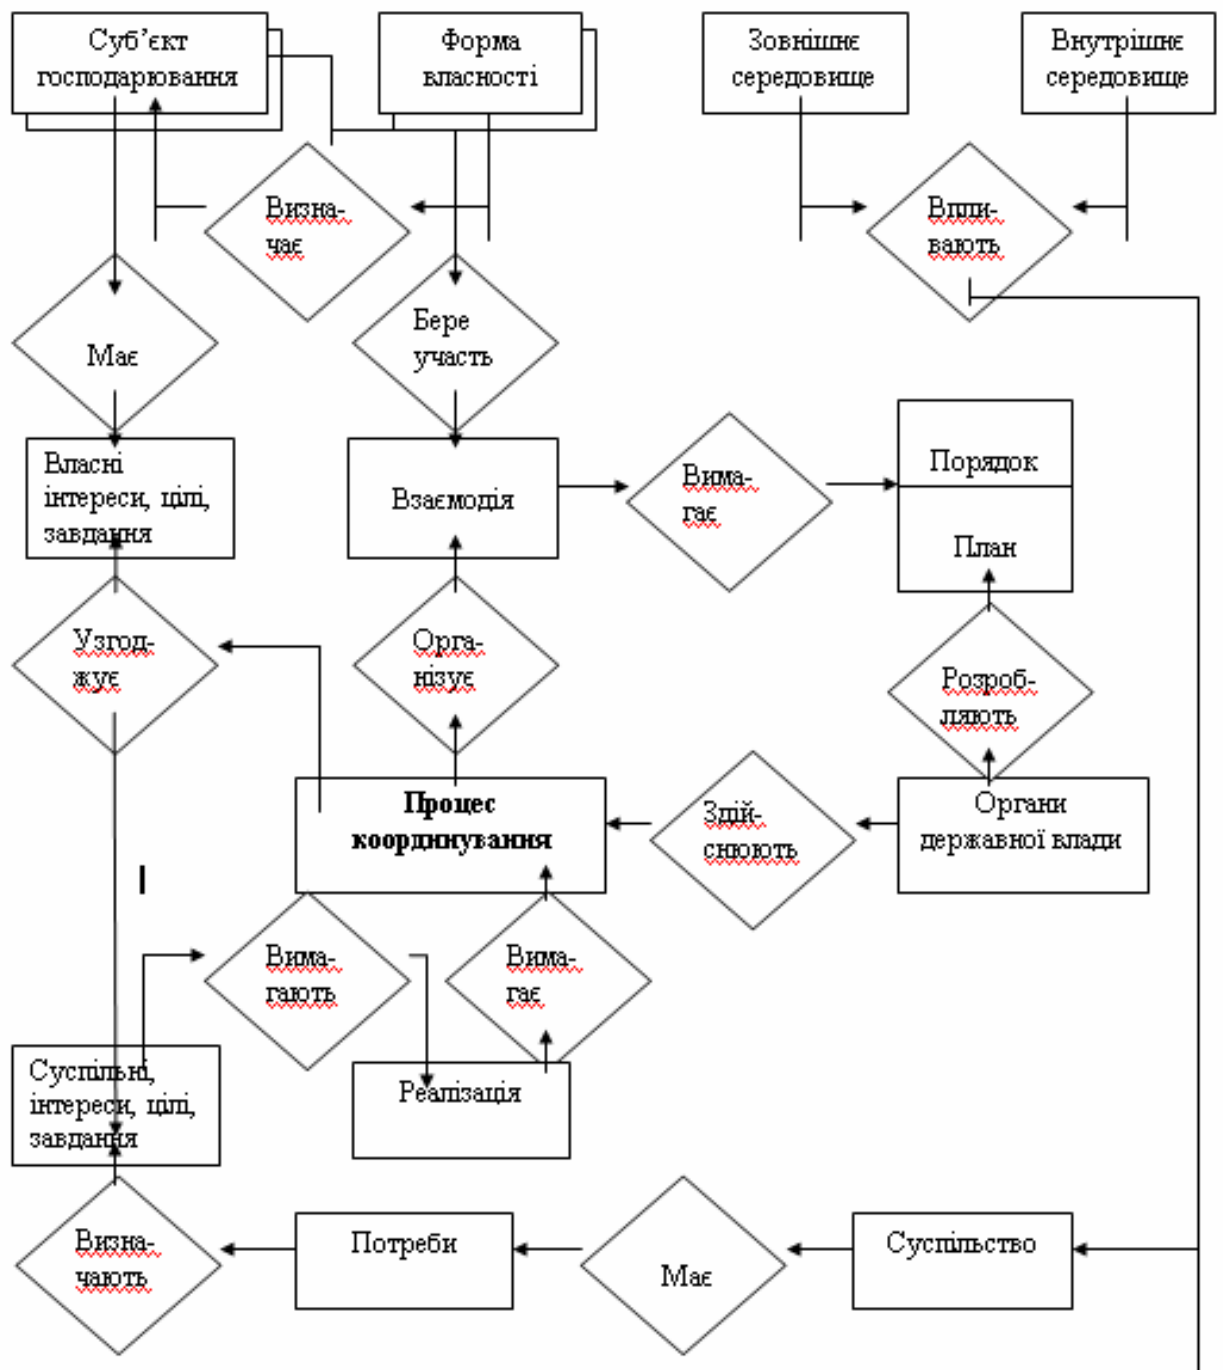 Суб’єкт
господарювання
Форма
власності
Зовнішнє
середовище
Внутрішнє
середовище
Визна-
чає
Впли-
вають
Має
Бере
участь
Власні
інтереси, цілі,
завдання
Взаємодія
Вима-
гає
Порядок
План
Узгод-
жує
Орга-
нізує
Розроб-
ляють
Процес
координування
Здій-
снюють
Органи
державної влади
Вима-
гають
Вима-
гає
Суспільні,
інтереси, цілі,
завдання
Реалізація
Визна-
чають
Потреби
Має
Суспільство